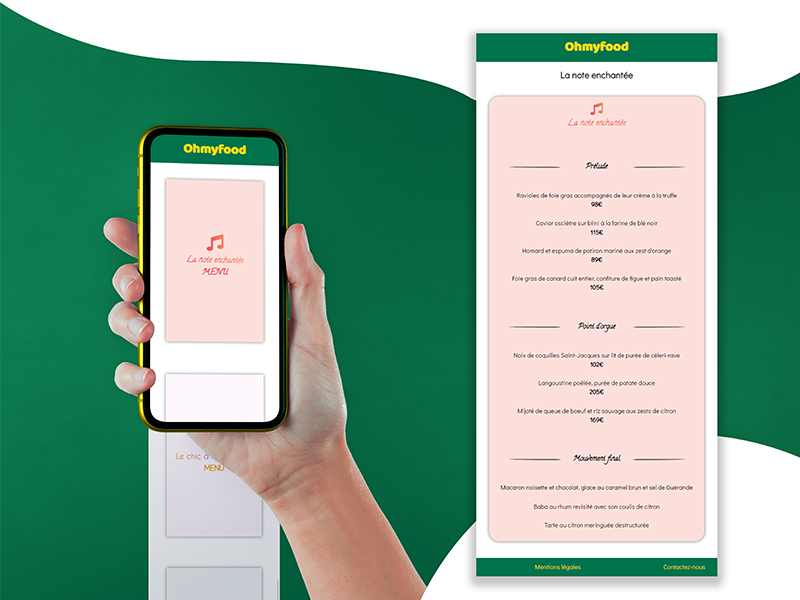 Ohmyfood
La note enchantée
MENU
Le chic à
MENU
Ohmyfood
La note enchantée
La note enchantée
Prélude
Ravioles de foie gras accompagnés de leur crème à la truffe
98€
Caviar osciètre sur blini à la farine de blé noir
115€
Homard et espuma de potiron mariné aux zest d'orange
89€
Foie gras de canard cuit entier, confiture de figue et pain toasté
105€
Point d'orgue
Noix de coquilles Saint-Jacques sur lit de purée de céleri-rave
102€
Langoustine poêlée, purée de patate douce
205€
Mijoté de queue de boeuf et riz sauvage aux zests de citron
169€
Mouvement final
Macaron noisette et chocolat, glace au caramel brun et sel de Guérande
Baba au rhum revisité avec son coulis de citron
Tarte au citron meringuée destructurée
Mentions légales
Contactez-nous